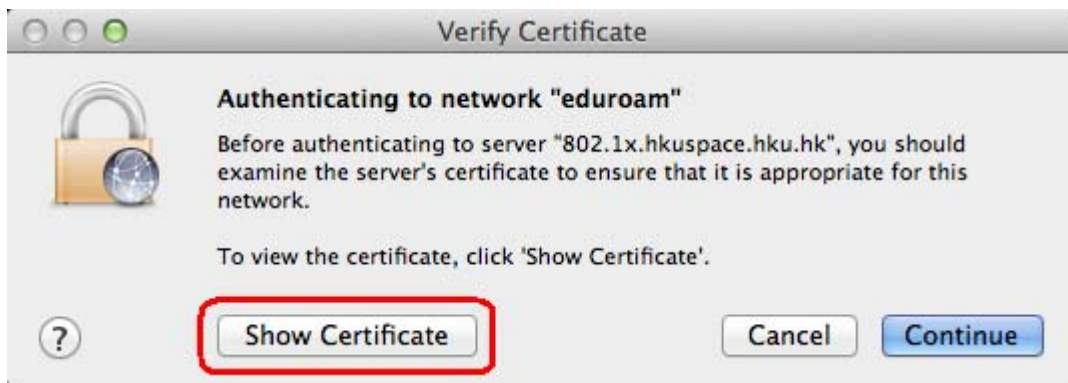 Verify Certificate
Authenticating to network "eduroam"
Before authenticating to server "802.1x.hkuspace.hku.hk", you should
examine the server's certificate to ensure that it is appropriate for this
network.
To view the certificate, click 'Show Certificate'.
?
Show Certificate
Cancel
Continue